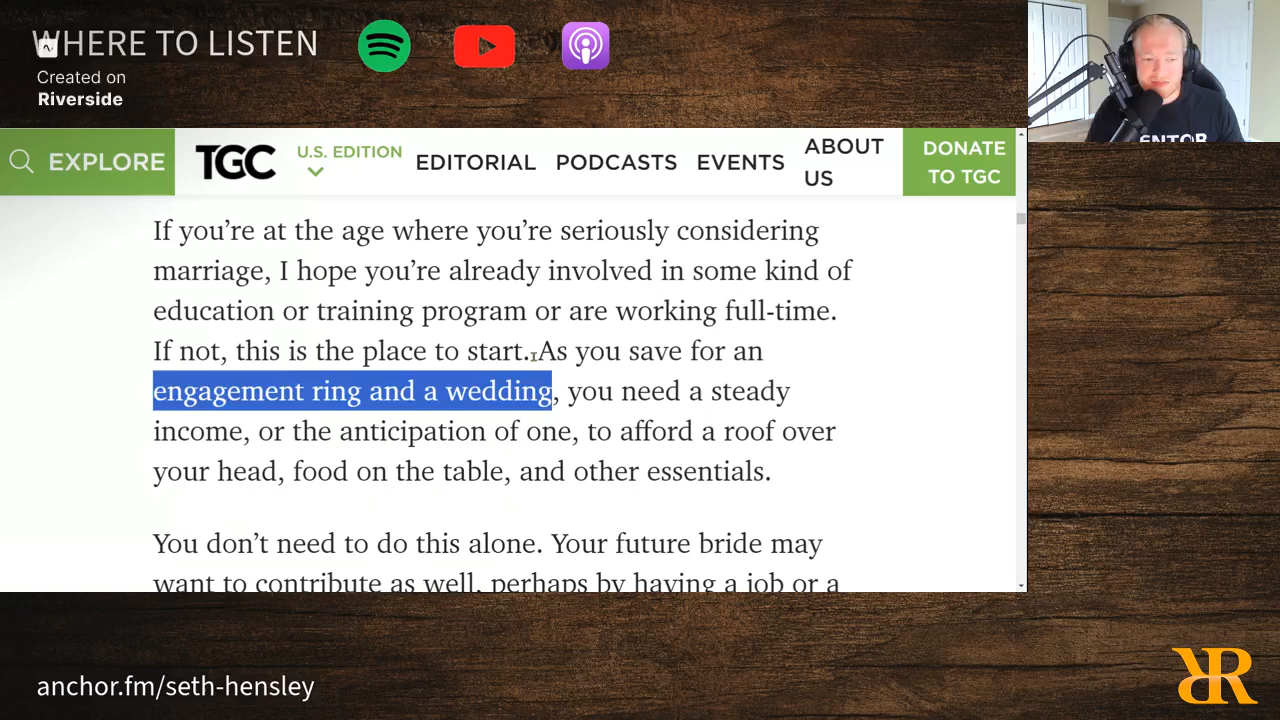 WHERE TO LISTEN
Created on
Riverside
EXPLORE
TGC
U.S. EDITION
EDITORIAL
PODCASTS
EVENTS
ABOUT
US
DONATE
TO TGC
If you’re at the age where you’re seriously considering
marriage, I hope you’re already involved in some kind of
education or training program or are working full-time.
If not, this is the place to start. As you save for an
engagement ring and a wedding, you need a steady
income, or the anticipation of one, to afford a roof over
your head, food on the table, and other essentials.
You don’t need to do this alone. Your future bride may
want to contribute as well, perhaps by having a job or a
anchor.fm/seth-hensley